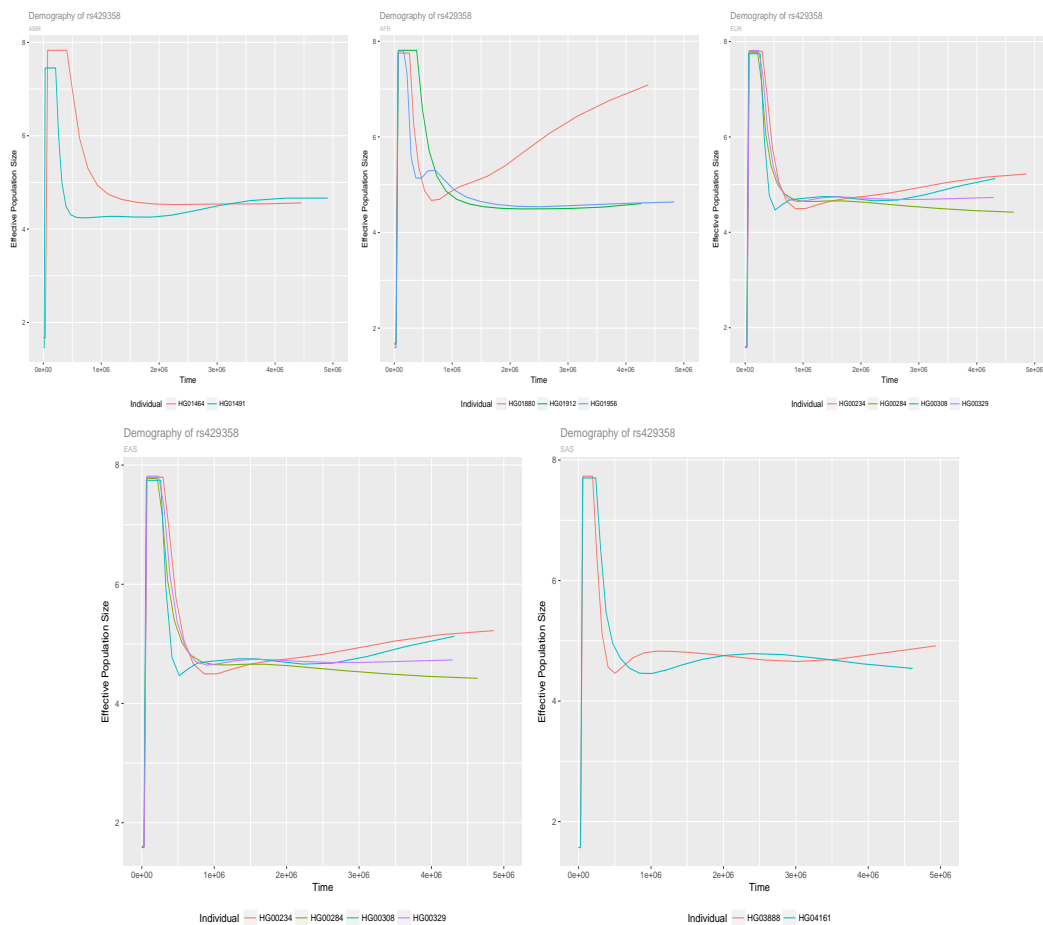 Demography of rs429358
AMR
Effective Population Size
8
6
4
2
0e+00 1e+06 2e+06 3e+06 4e+06 5e+06
Time
Individual HG01464 HG01491
Demography of rs429358
AFR
Effective Population Size
8
6
4
2
0e+00 1e+06 2e+06 3e+06 4e+06 5e+06
Time
Individual HG01880 HG01912 HG01956
Demography of rs429358
EUR
Effective Population Size
8
6
4
2
0e+00 1e+06 2e+06 3e+06 4e+06 5e+06
Time
Individual HG00234 HG00284 HG00308 HG00329
Demography of rs429358
EAS
Effective Population Size
8
6
4
2
0e+00 1e+06 2e+06 3e+06 4e+06 5e+06
Time
Individual HG00234 HG00284 HG00308 HG00329
Demography of rs429358
SAS
Effective Population Size
8
6
4
2
0e+00 1e+06 2e+06 3e+06 4e+06 5e+06
Time
Individual HG03888 HG04161